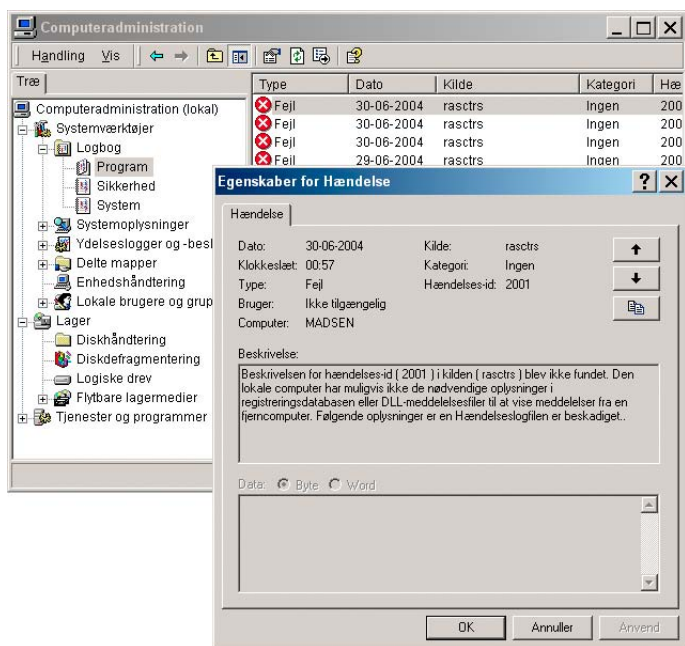 Computeradministration
Handling Vis
Træ
Type Dato Kilde Kategori Hæ
Computeradministration (lokal)
Systemværktøjer
Logbog
Program
Sikkerhed
System
Systemoplysninger
Ydelseslogger og -besl
Delte mapper
Enhedshåndtering
Lokale brugere og grup
Lager
Diskhåndtering
Diskdefragmentering
Logiske drev
Flytbare lagermedier
Tjenester og programmer
Fejl 30-06-2004 rasctrs Ingen 200
Fejl 30-06-2004 rasctrs Ingen 200
Fejl 30-06-2004 rasctrs Ingen 200
Fejl 29-06-2004 rasctrs Ingen 200
Egenskaber for Hændelse
Hændelse
Dato: 30-06-2004 Kilde: rasctrs
Klokkeslæt: 00:57 Kategori: Ingen
Type: Fejl Hændelses-id: 2001
Bruger: Ikke tilgængelig
Computer: MADSEN
Beskrivelse:
Beskrivelsen for hændelses-id ( 2001 ) i kilden ( rasctrs ) blev ikke fundet. Den
lokale computer har muligvis ikke de nødvendige oplysninger i
registreringsdatabasen eller DLL-meddelelsesfiler til at vise meddelelser fra en
fjerncomputer. Følgende oplysninger er en Hændelseslogfilen er beskadiget..
Data: Byte Word
OK Annuller Anvend